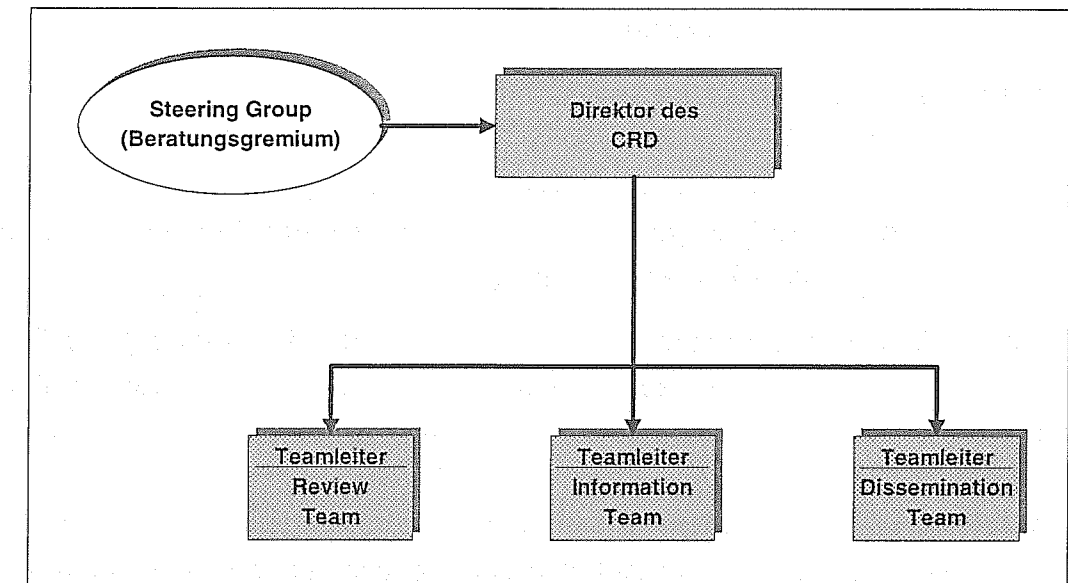 Steering Group
(Beratungsgremium)
Direktor des
CRD
Teamleiter
Review
Team
Teamleiter
Information
Team
Teamleiter
Dissemination
Team